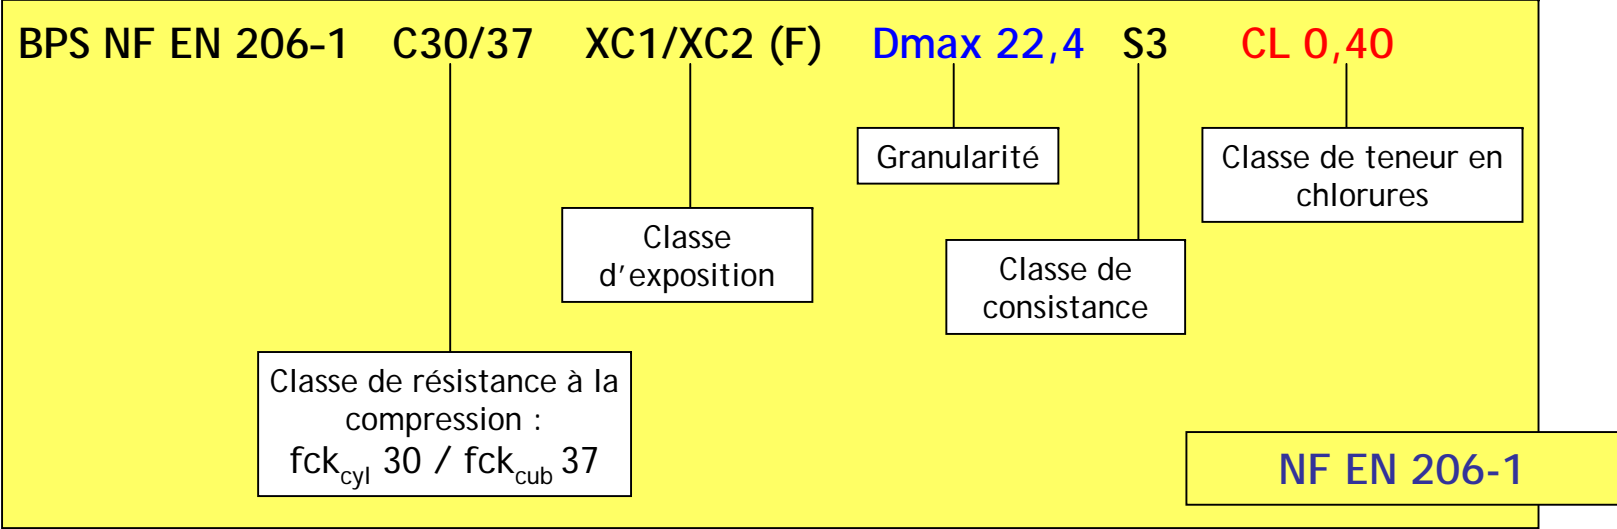 BPS NF EN 206-1 C30/37 XC1/XC2 (F) Dmax 22,4 S3 CL 0,40
Granularité
Classe de teneur en
chlorures
Classe
d’exposition
Classe de
consistance
Classe de résistance à la
compression :
fck_cyl 30 / fck_cub 37
NF EN 206-1